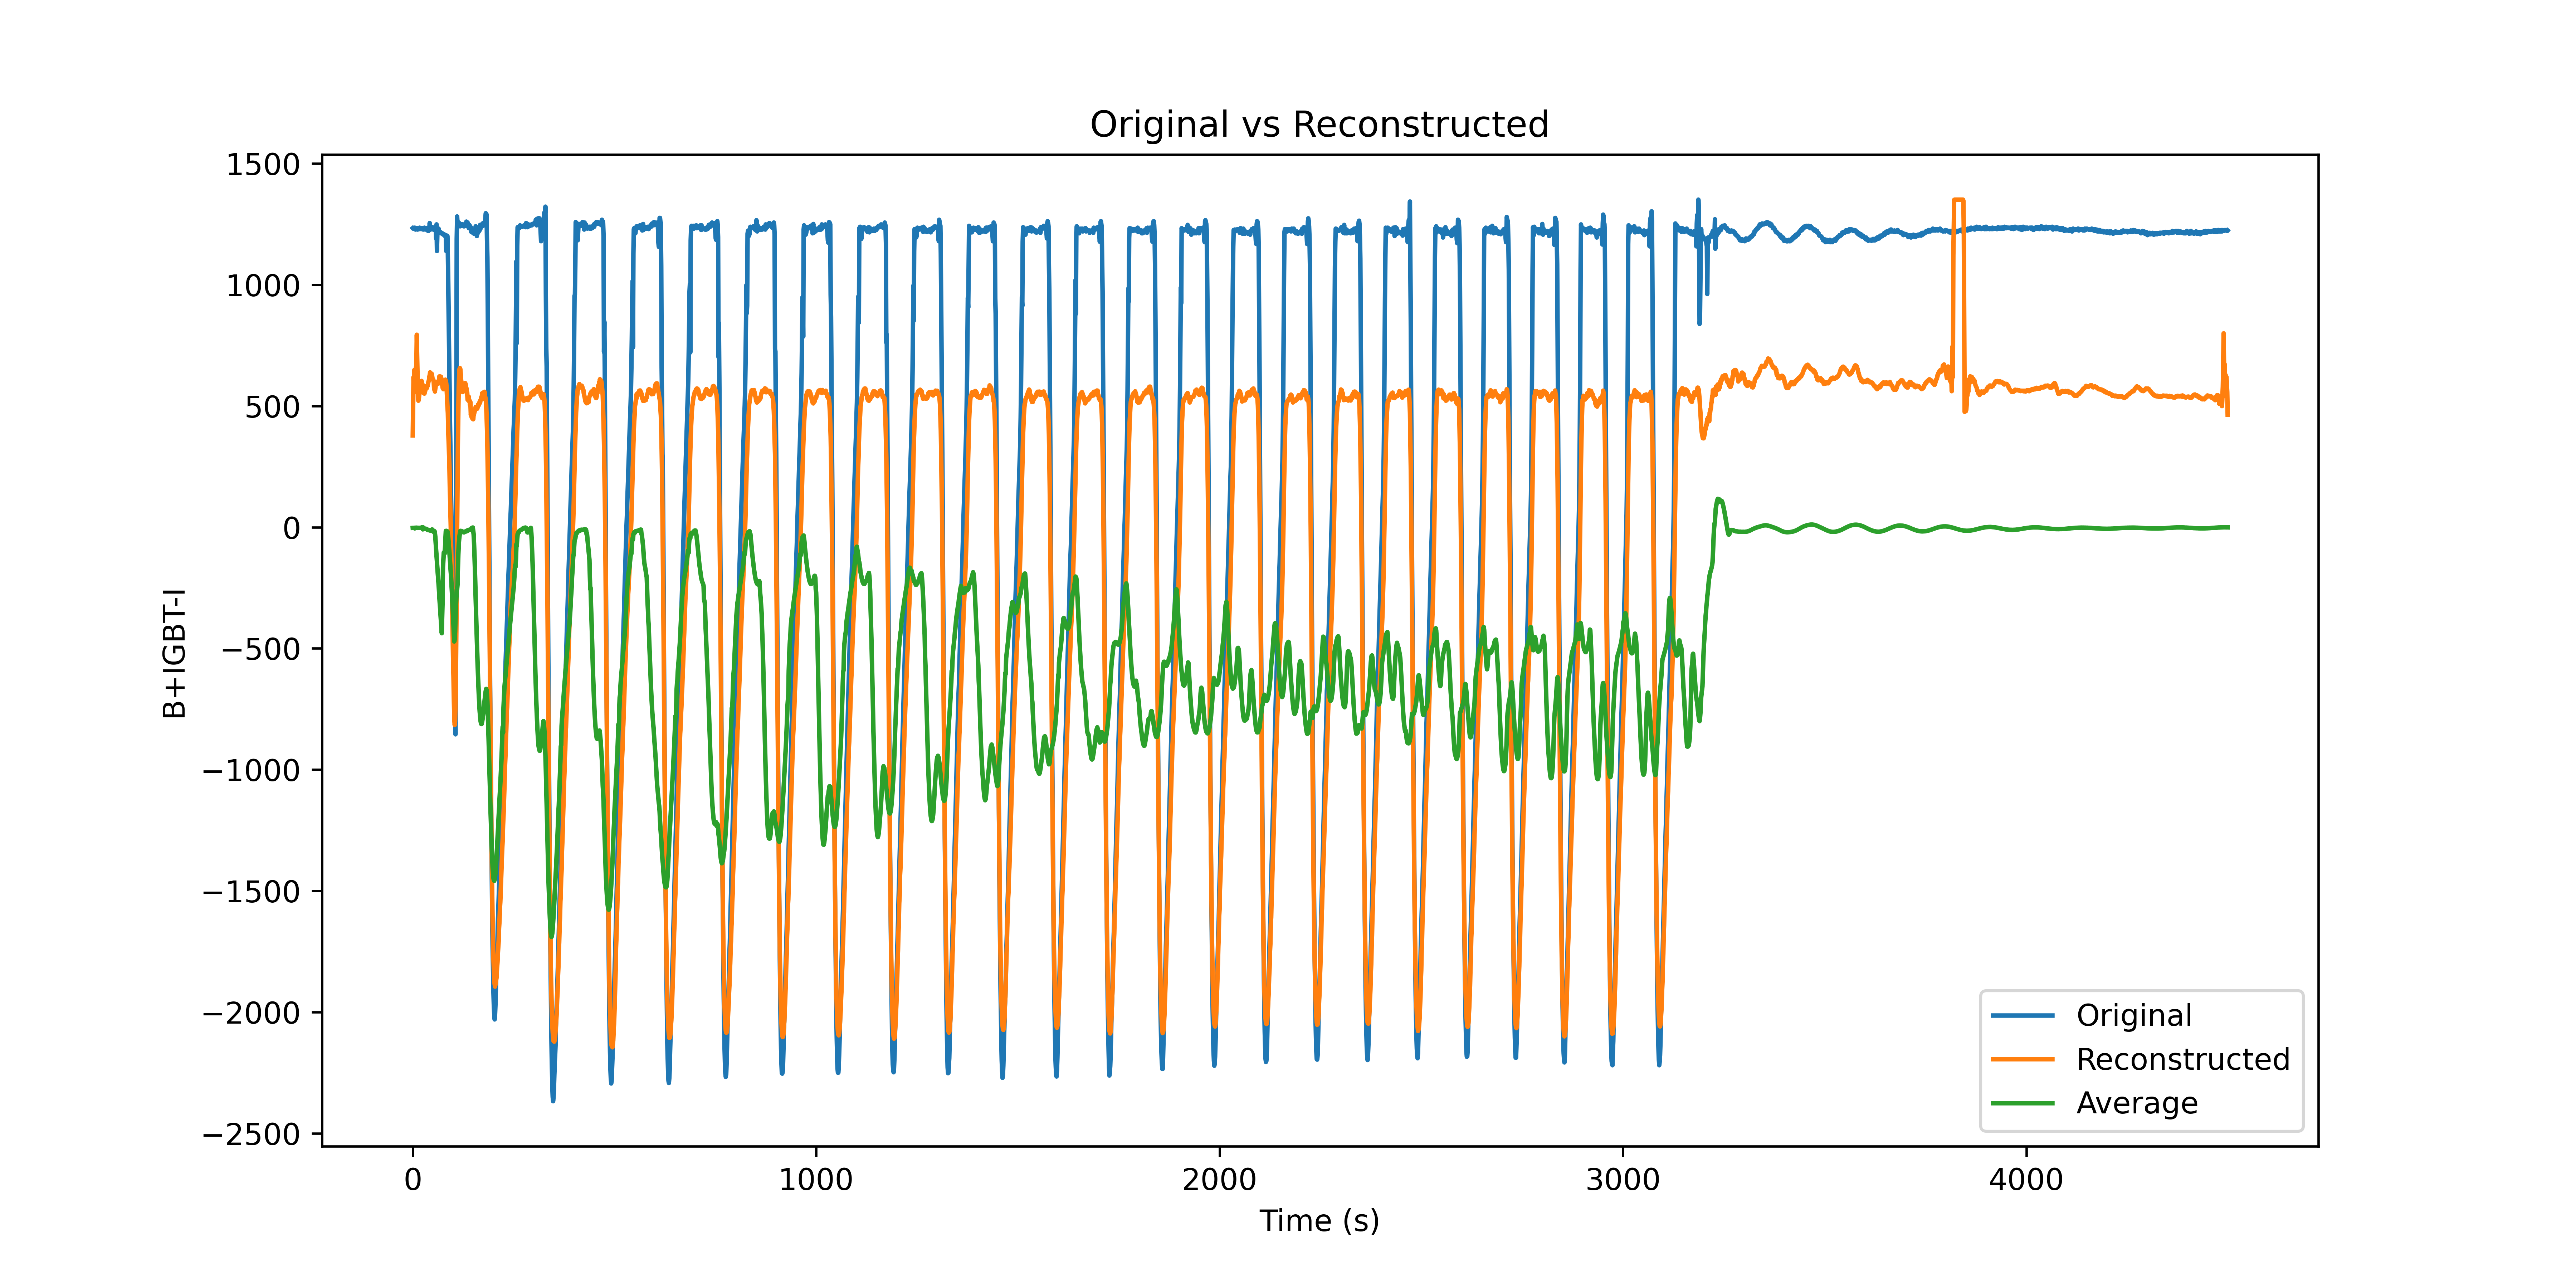 Original vs Reconstructed
1500
1000
500
0
−500
−1000
−1500
−2000
−2500
B+IGBT-I
0 1000 2000 3000 4000
Time (s)
Original
Reconstructed
Average